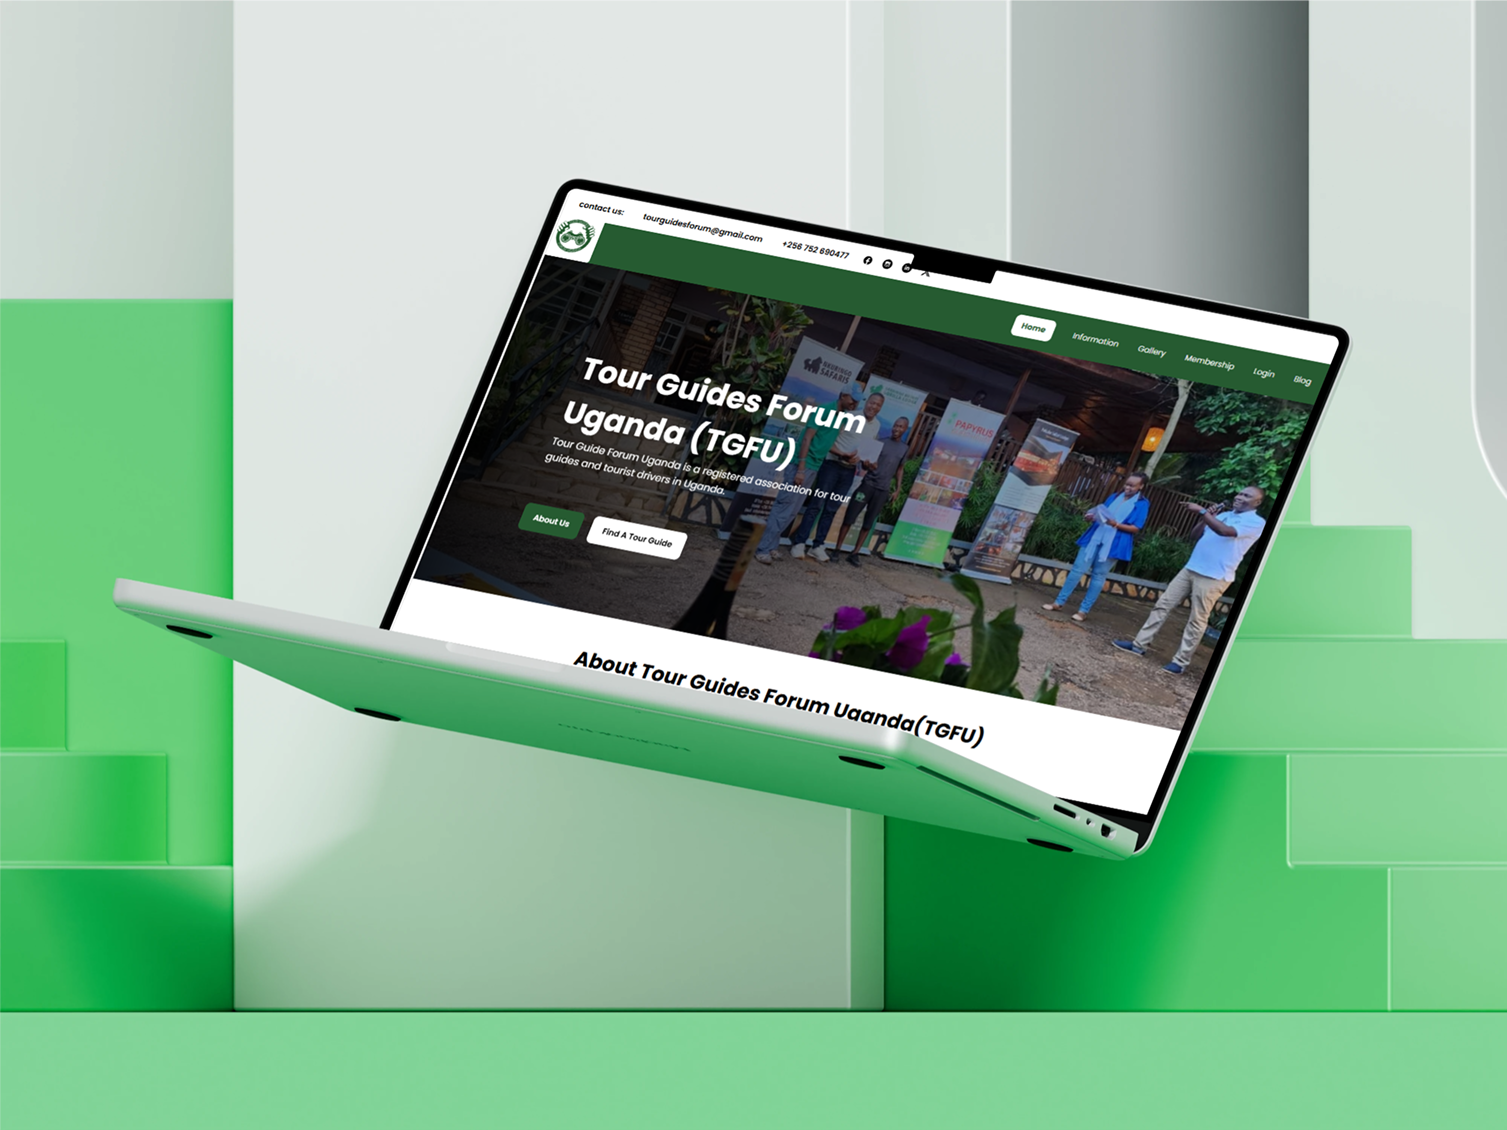 contact us: tourguidesforum@gmail.com +256 752 690477
Home Information Gallery Membership Login Blog
Tour Guides Forum
Uganda (TGFU)
Tour Guide Forum Uganda is a registered association for tour
guides and tourist drivers in Uganda.
About Us Find A Tour Guide
SAFARIS
PAPYRUS
About Tour Guides Forum Uganda(TGFU)